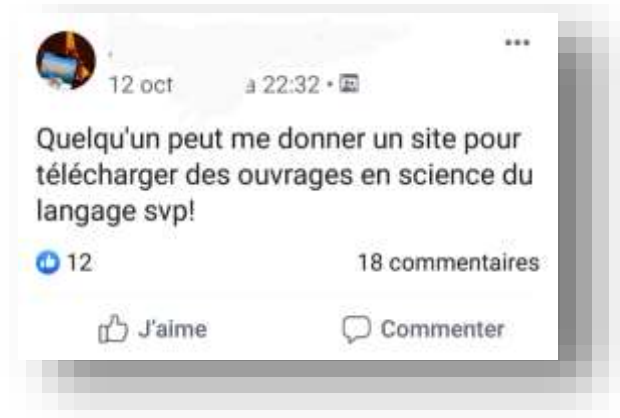 12 oct à 22:32 •
Quelqu'un peut me donner un site pour
télécharger des ouvrages en science du
langage svp!
12 18 commentaires
J'aime Commenter